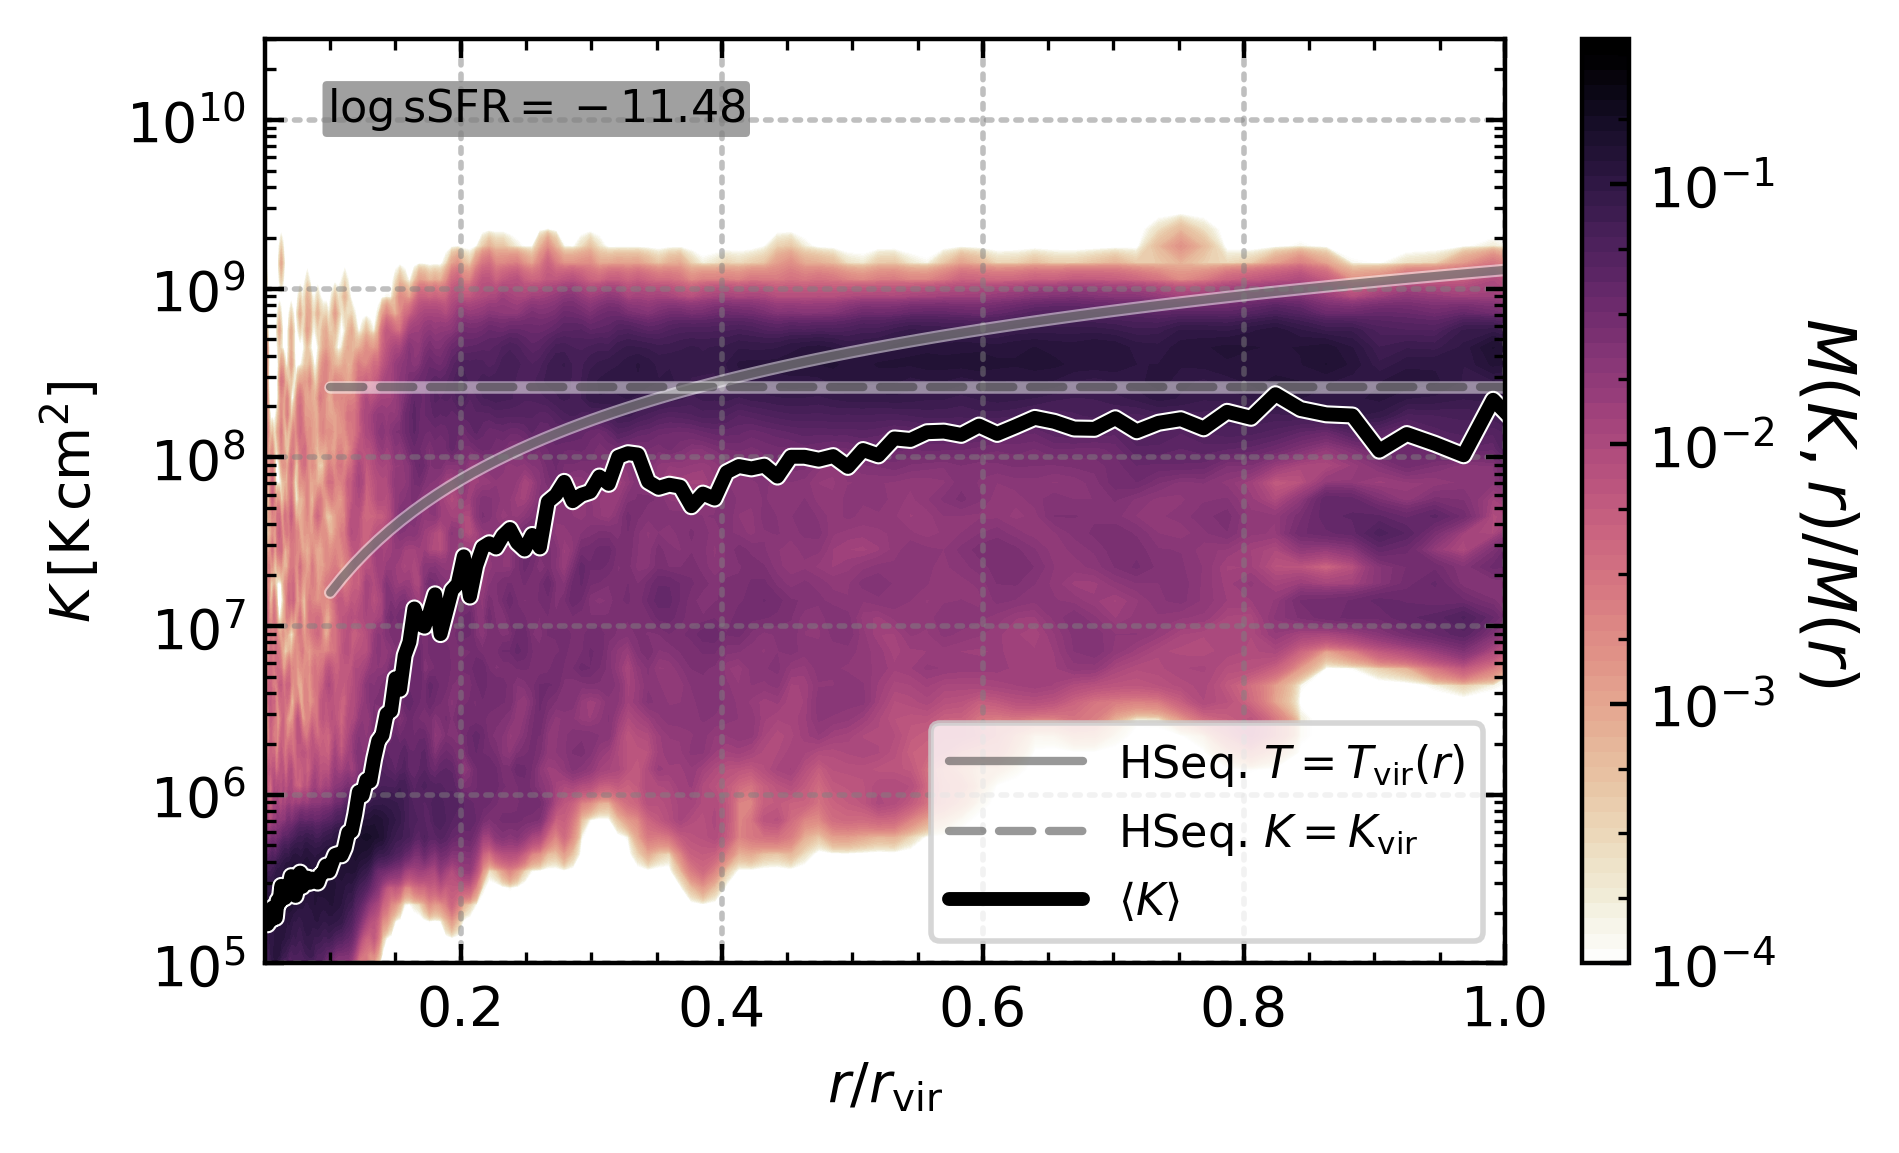 log sSFR = −11.48
10^10
10^9
10^8
10^7
10^6
10^5
K [K cm^2]
0.2 0.4 0.6 0.8 1.0
r/r_vir
HSeq. T = T_vir(r)
HSeq. K = K_vir
⟨K⟩
10^−1
10^−2
10^−3
10^−4
M(K, r)/M(r)